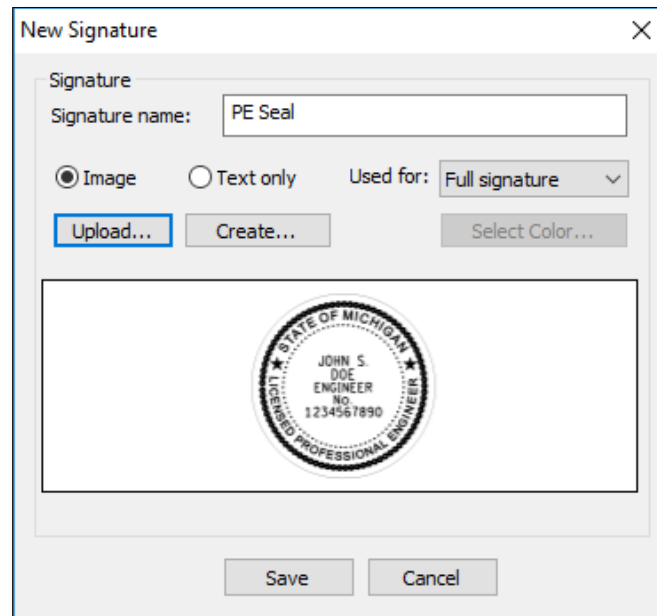 New Signature
Signature
Signature name:
PE Seal
Image
Text only
Used for:
Full signature
Upload...
Create...
Select Color...
STATE OF MICHIGAN
JOHN S.
DOE
ENGINEER
No.
1234567890
LICENSED PROFESSIONAL ENGINEER
Save
Cancel